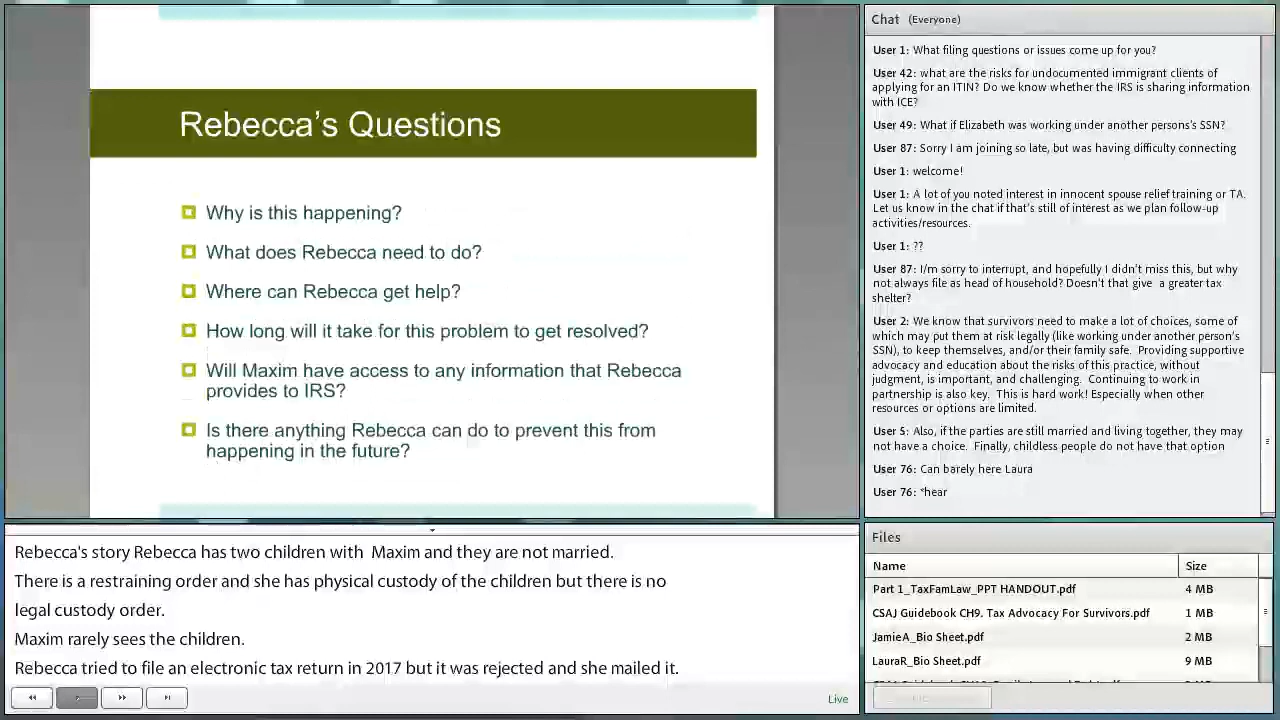 Rebecca's Questions
Why is this happening?
What does Rebecca need to do?
Where can Rebecca get help?
How long will it take for this problem to get resolved?
Will Maxim have access to any information that Rebecca
provides to IRS?
Is there anything Rebecca can do to prevent this from
happening in the future?
Rebecca's story Rebecca has two children with  Maxim and they are not married.
There is a restraining order and she has physical custody of the children but there is no
legal custody order.
Maxim rarely sees the children.
Rebecca tried to file an electronic tax return in 2017 but it was rejected and she mailed it.
Live
Chat (Everyone)
User 1: What filing questions or issues come up for you?
User 42: what are the risks for undocumented immigrant clients of
applying for an ITIN? Do we know whether the IRS is sharing information
with ICE?
User 49: What if Elizabeth was working under another persons's SSN?
User 87: Sorry I am joining so late, but was having difficulty connecting
User 1: welcome!
User 1: A lot of you noted interest in innocent spouse relief training or TA.
Let us know in the chat if that's still of interest as we plan follow-up
activities/resources.
User 1: ??
User 87: I/m sorry to interrupt, and hopefully I didn't miss this, but why
not always file as head of household? Doesn't that give  a greater tax
shelter?
User 2: We know that survivors need to make a lot of choices, some of
which may put them at risk legally (like working under another person's
SSN), to keep themselves, and/or their family safe.  Providing supportive
advocacy and education about the risks of this practice, without
judgment, is important, and challenging.  Continuing to work in
partnership is also key.  This is hard work! Especially when other
resources or options are limited.
User 5: Also, if the parties are still married and living together, they may
not have a choice.  Finally, childless people do not have that option
User 76: Can barely here Laura
User 76: *hear
Files
Name Size
Part 1_TaxFamLaw_PPT HANDOUT.pdf 4 MB
CSAJ Guidebook CH9. Tax Advocacy For Survivors.pdf 1 MB
JamieA_Bio Sheet.pdf 2 MB
LauraR_Bio Sheet.pdf 9 MB